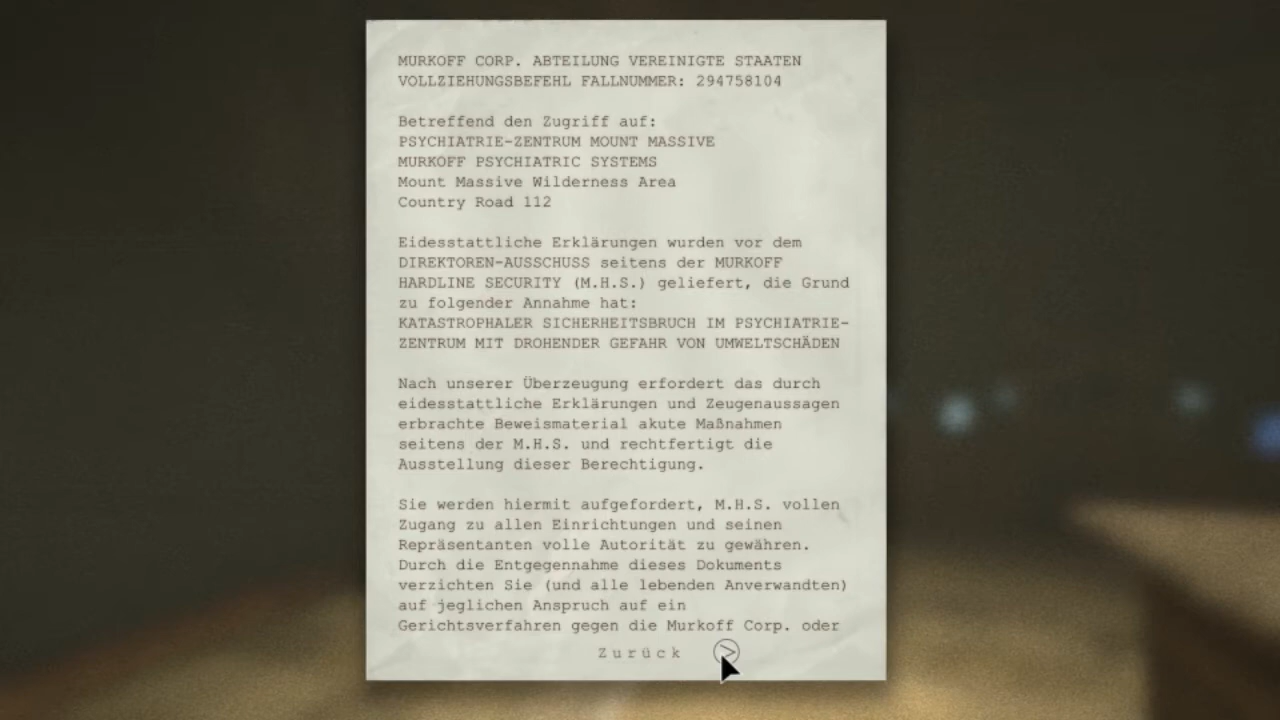 MURKOFF CORP. ABTEILUNG VEREINIGTE STAATEN
VOLLZIEHUNGSBEFEHL FALLNUMMER: 294758104
Betreffend den Zugriff auf:
PSYCHIATRIE-ZENTRUM MOUNT MASSIVE
MURKOFF PSYCHIATRIC SYSTEMS
Mount Massive Wilderness Area
Country Road 112
Eidesstattliche Erklärungen wurden vor dem
DIREKTOREN-AUSSCHUSS seitens der MURKOFF
HARDLINE SECURITY (M.H.S.) geliefert, die Grund
zu folgender Annahme hat:
KATASTROPHALER SICHERHEITSBRUCH IM PSYCHIATRIE-
ZENTRUM MIT DROHENDER GEFAHR VON UMWELTSCHÄDEN
Nach unserer Überzeugung erfordert das durch
eidesstattliche Erklärungen und Zeugenaussagen
erbrachte Beweismaterial akute Maßnahmen
seitens der M.H.S. und rechtfertigt die
Ausstellung dieser Berechtigung.
Sie werden hiermit aufgefordert, M.H.S. vollen
Zugang zu allen Einrichtungen und seinen
Repräsentanten volle Autorität zu gewähren.
Durch die Entgegennahme dieses Dokuments
verzichten Sie (und alle lebenden Anverwandten)
auf jeglichen Anspruch auf ein
Gerichtsverfahren gegen die Murkoff Corp. oder
Zurück >